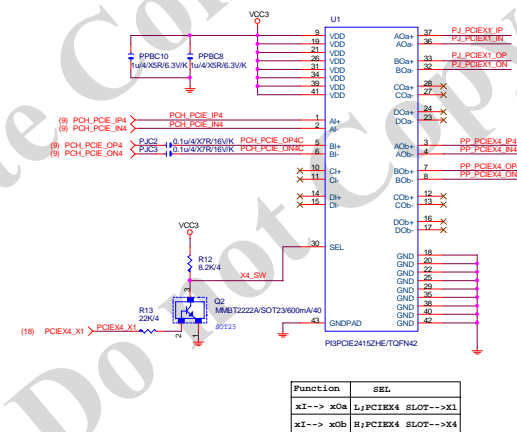 VCC3
U1
PPBC10
1u/4/X5R/6.3V/K
PPBC8
1u/4/X5R/6.3V/K
9 VDD
19 VDD
21 VDD
26 VDD
31 VDD
34 VDD
39 VDD
41 VDD
AOa+ 37 PJ_PCIEX1_IP
AOa- 36 PJ_PCIEX1_IN
BOa+ 33 PJ_PCIEX1_OP
BOa- 32 PJ_PCIEX1_ON
COa+ 28
COa- 27
DOa+ 24
DOa- 23
(9) PCH_PCIE_IP4 PCH_PCIE_IP4 1 AI+
(9) PCH_PCIE_IN4 PCH_PCIE_IN4 2 AI-
(9) PCH_PCIE_OP4 PJC2 0.1u/4/X7R/16V/K PCH_PCIE_OP4C 5 BI+
(9) PCH_PCIE_ON4 PJC3 0.1u/4/X7R/16V/K PCH_PCIE_ON4C 6 BI-
AOb+ 3 PP_PCIEX4_IP4
AOb- 4 PP_PCIEX4_IN4
BOb+ 7 PP_PCIEX4_OP
BOb- 8 PP_PCIEX4_ON
10 CI+
11 CI-
14 DI+
15 DI-
COb+ 12
COb- 13
DOb+ 16
DOb- 17
VCC3
R12
8.2K/4
X4_SW
30 SEL
GND 18
GND 20
GND 22
GND 25
GND 29
GND 35
GND 38
GND 40
GND 42
3
Q2
MMBT2222A/SOT23/600mA/40
SOT23
2
1
R13
22K/4
(18) PCIEX4_X1 PCIEX4_X1
43 GNDPAD
PI3PCIE2415ZHE/TQFN42
Function SEL
xI--> xOa L;PCIEX4 SLOT-->X1
xI--> xOb H;PCIEX4 SLOT-->X4
Do not Copy